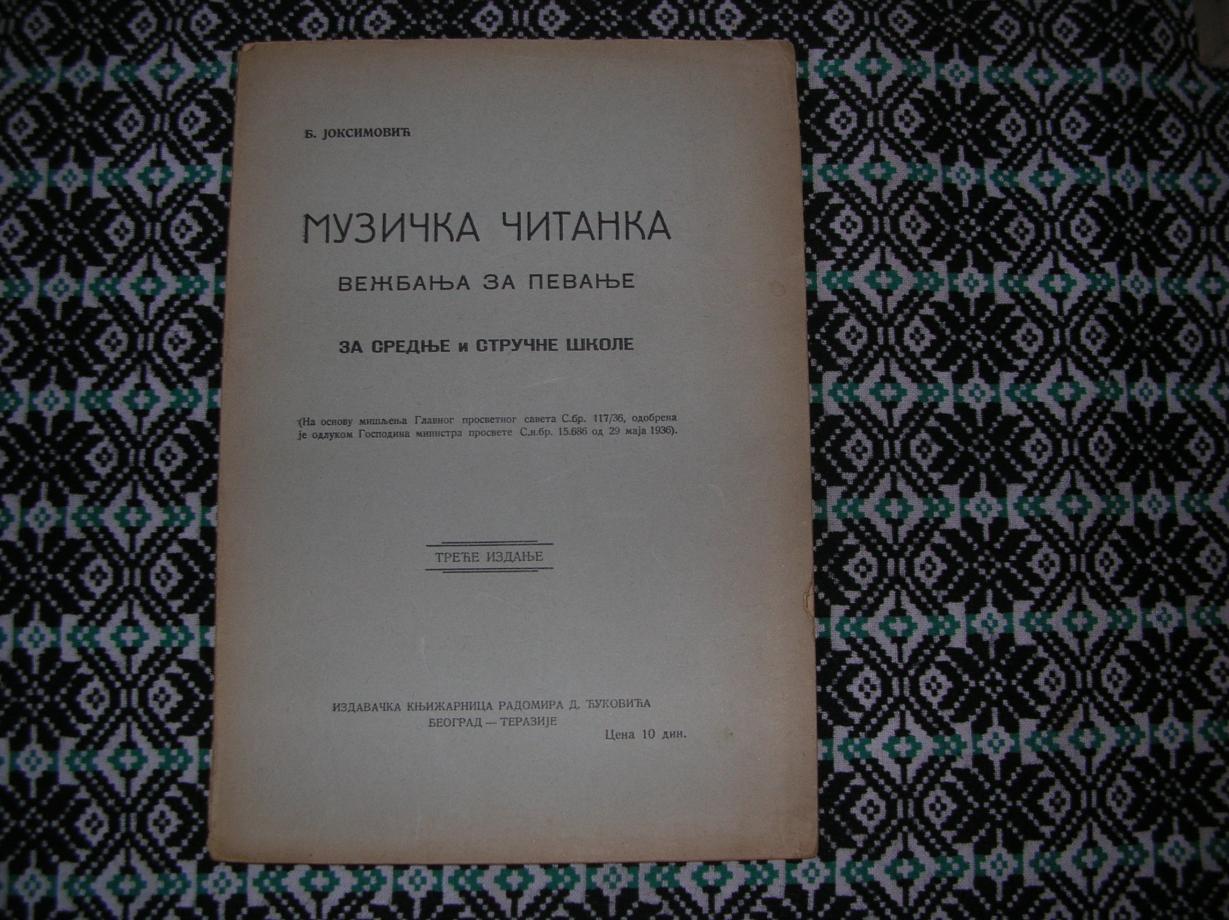 Б. ЈОКСИМОВИЋ
МУЗИЧКА ЧИТАНКА
ВЕЖБАЊА ЗА ПЕВАЊЕ
ЗА СРЕДЊЕ и СТРУЧНЕ ШКОЛЕ
(На основу мишљења Главног просветног савета С.бр. 117/36, одобрена
је одлуком Господина министра просвете С.н.бр. 15.686 од 29 маја 1936).
ТРЕЋЕ ИЗДАЊЕ
ИЗДАВАЧКА КЊИЖАРНИЦА РАДОМИРА Д. ЋУКОВИЋА
БЕОГРАД — ТЕРАЗИЈЕ
Цена 10 дин.